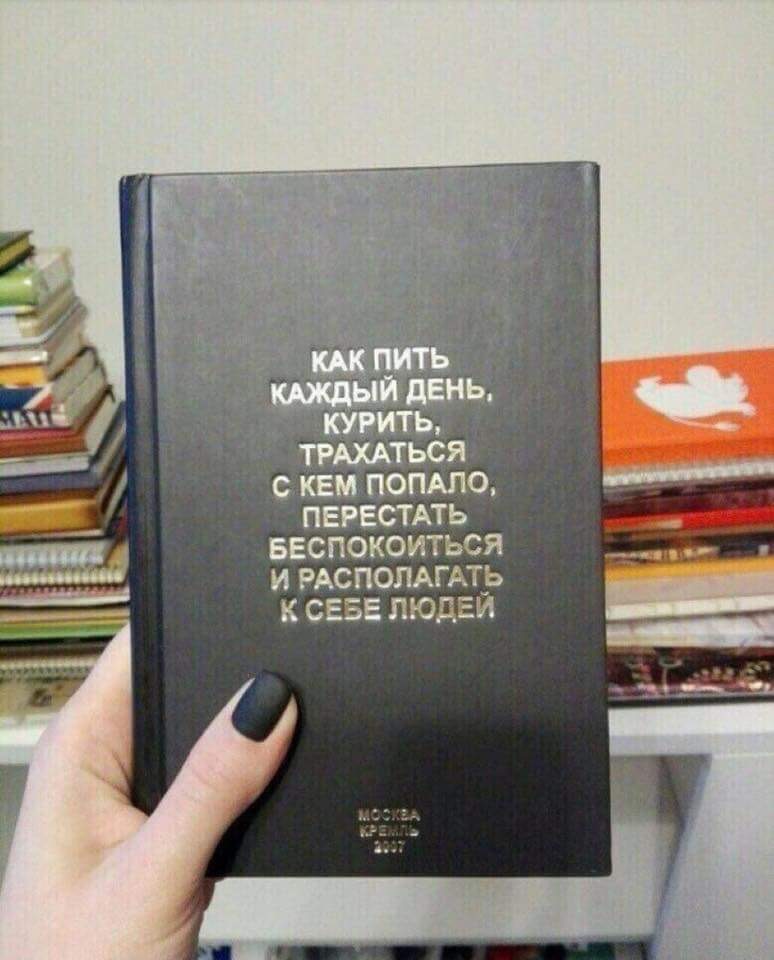 КАК ПИТЬ
КАЖДЫЙ ДЕНЬ,
КУРИТЬ,
ТРАХАТЬСЯ
С КЕМ ПОПАЛО,
ПЕРЕСТАТЬ
БЕСПОКОИТЬСЯ
И РАСПОЛАГАТЬ
К СЕБЕ ЛЮДЕЙ
МОСКВА
КРЕМЛЬ
2007